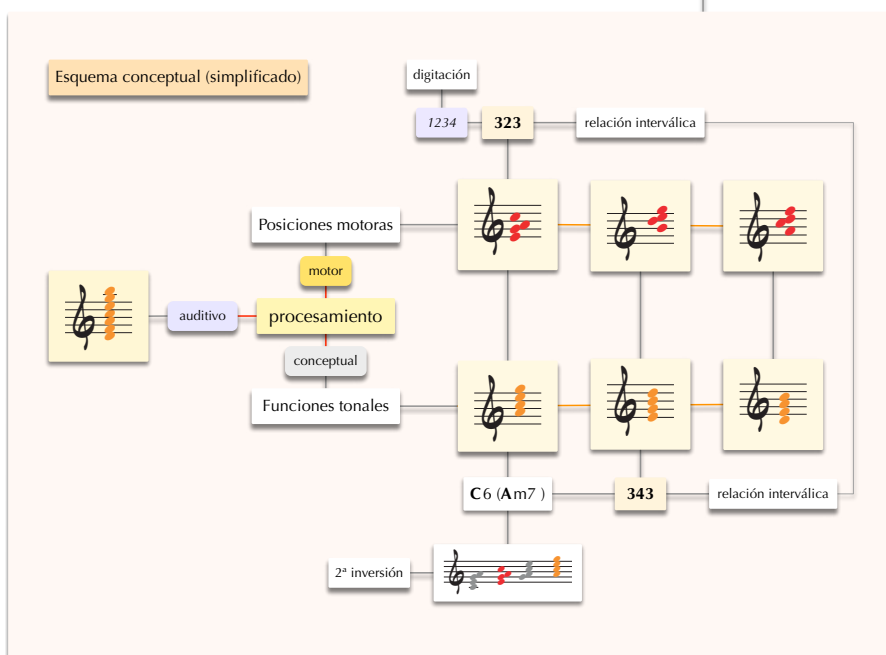 Esquema conceptual (simplificado)
digitación
1234
323
relación interválica
Posiciones motoras
motor
auditivo
procesamiento
conceptual
Funciones tonales
C6 (Am7 )
343
relación interválica
2ª inversión